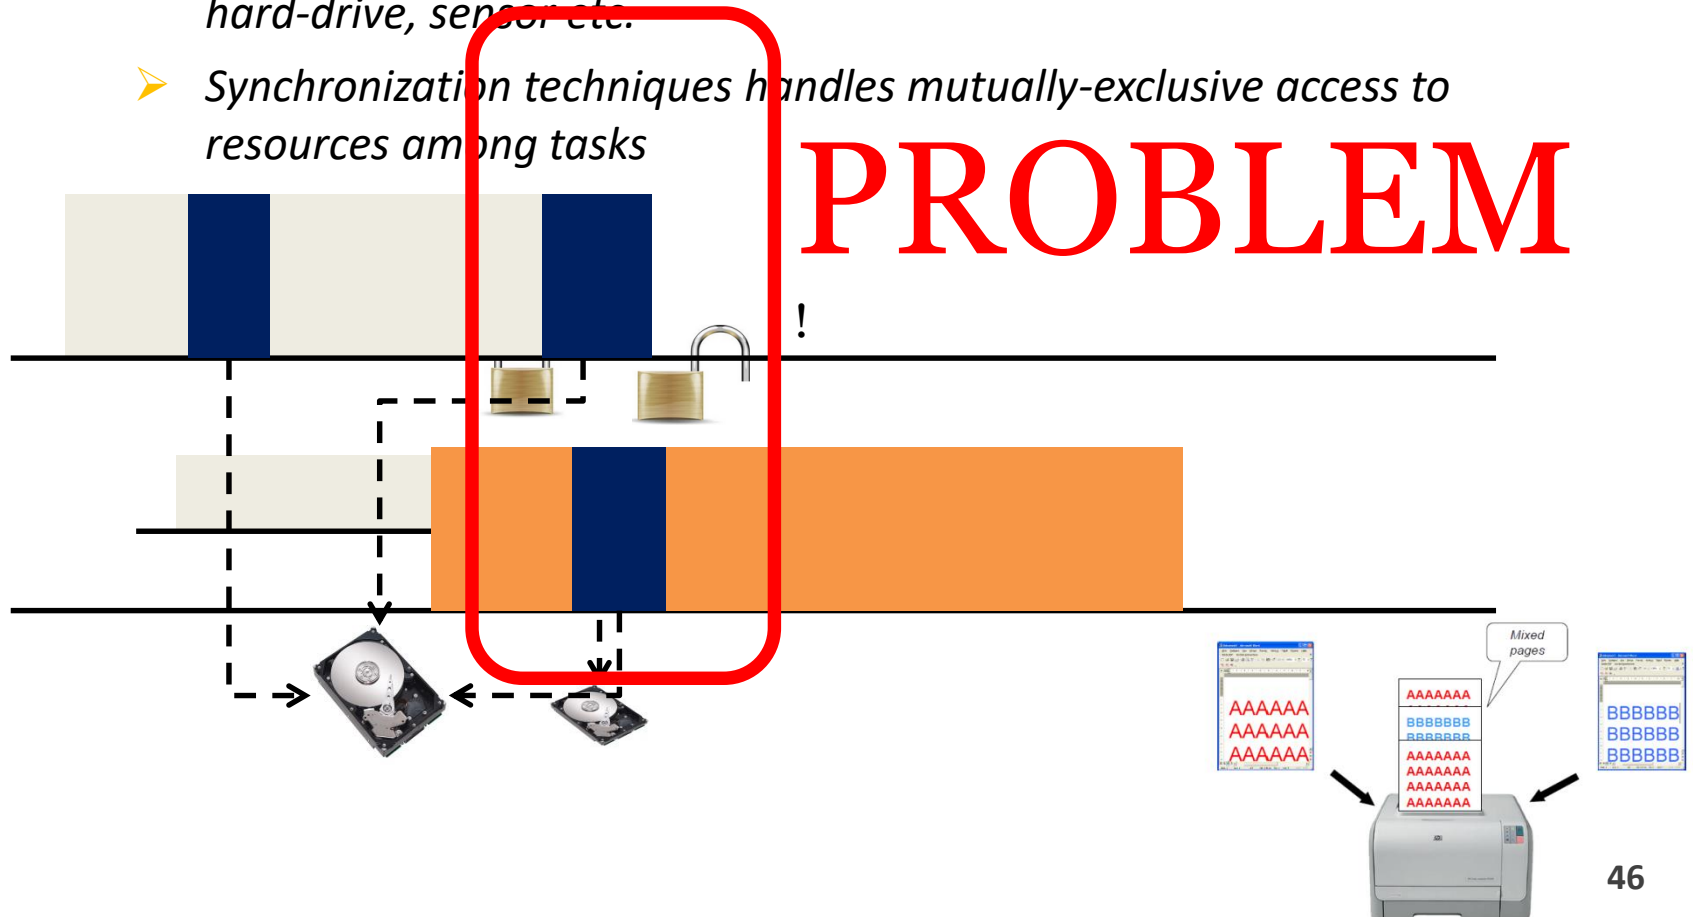 hard-drive, sensor etc.
Synchronization techniques handles mutually-exclusive access to
resources among tasks
PROBLEM
!
Mixed
pages
AAAAAA
AAAAAA
AAAAAA
AAAAAAA
BBBBBBB
BBBBBBB
AAAAAAA
AAAAAAA
AAAAAAA
AAAAAAA
BBBBBB
BBBBBB
BBBBBB
46